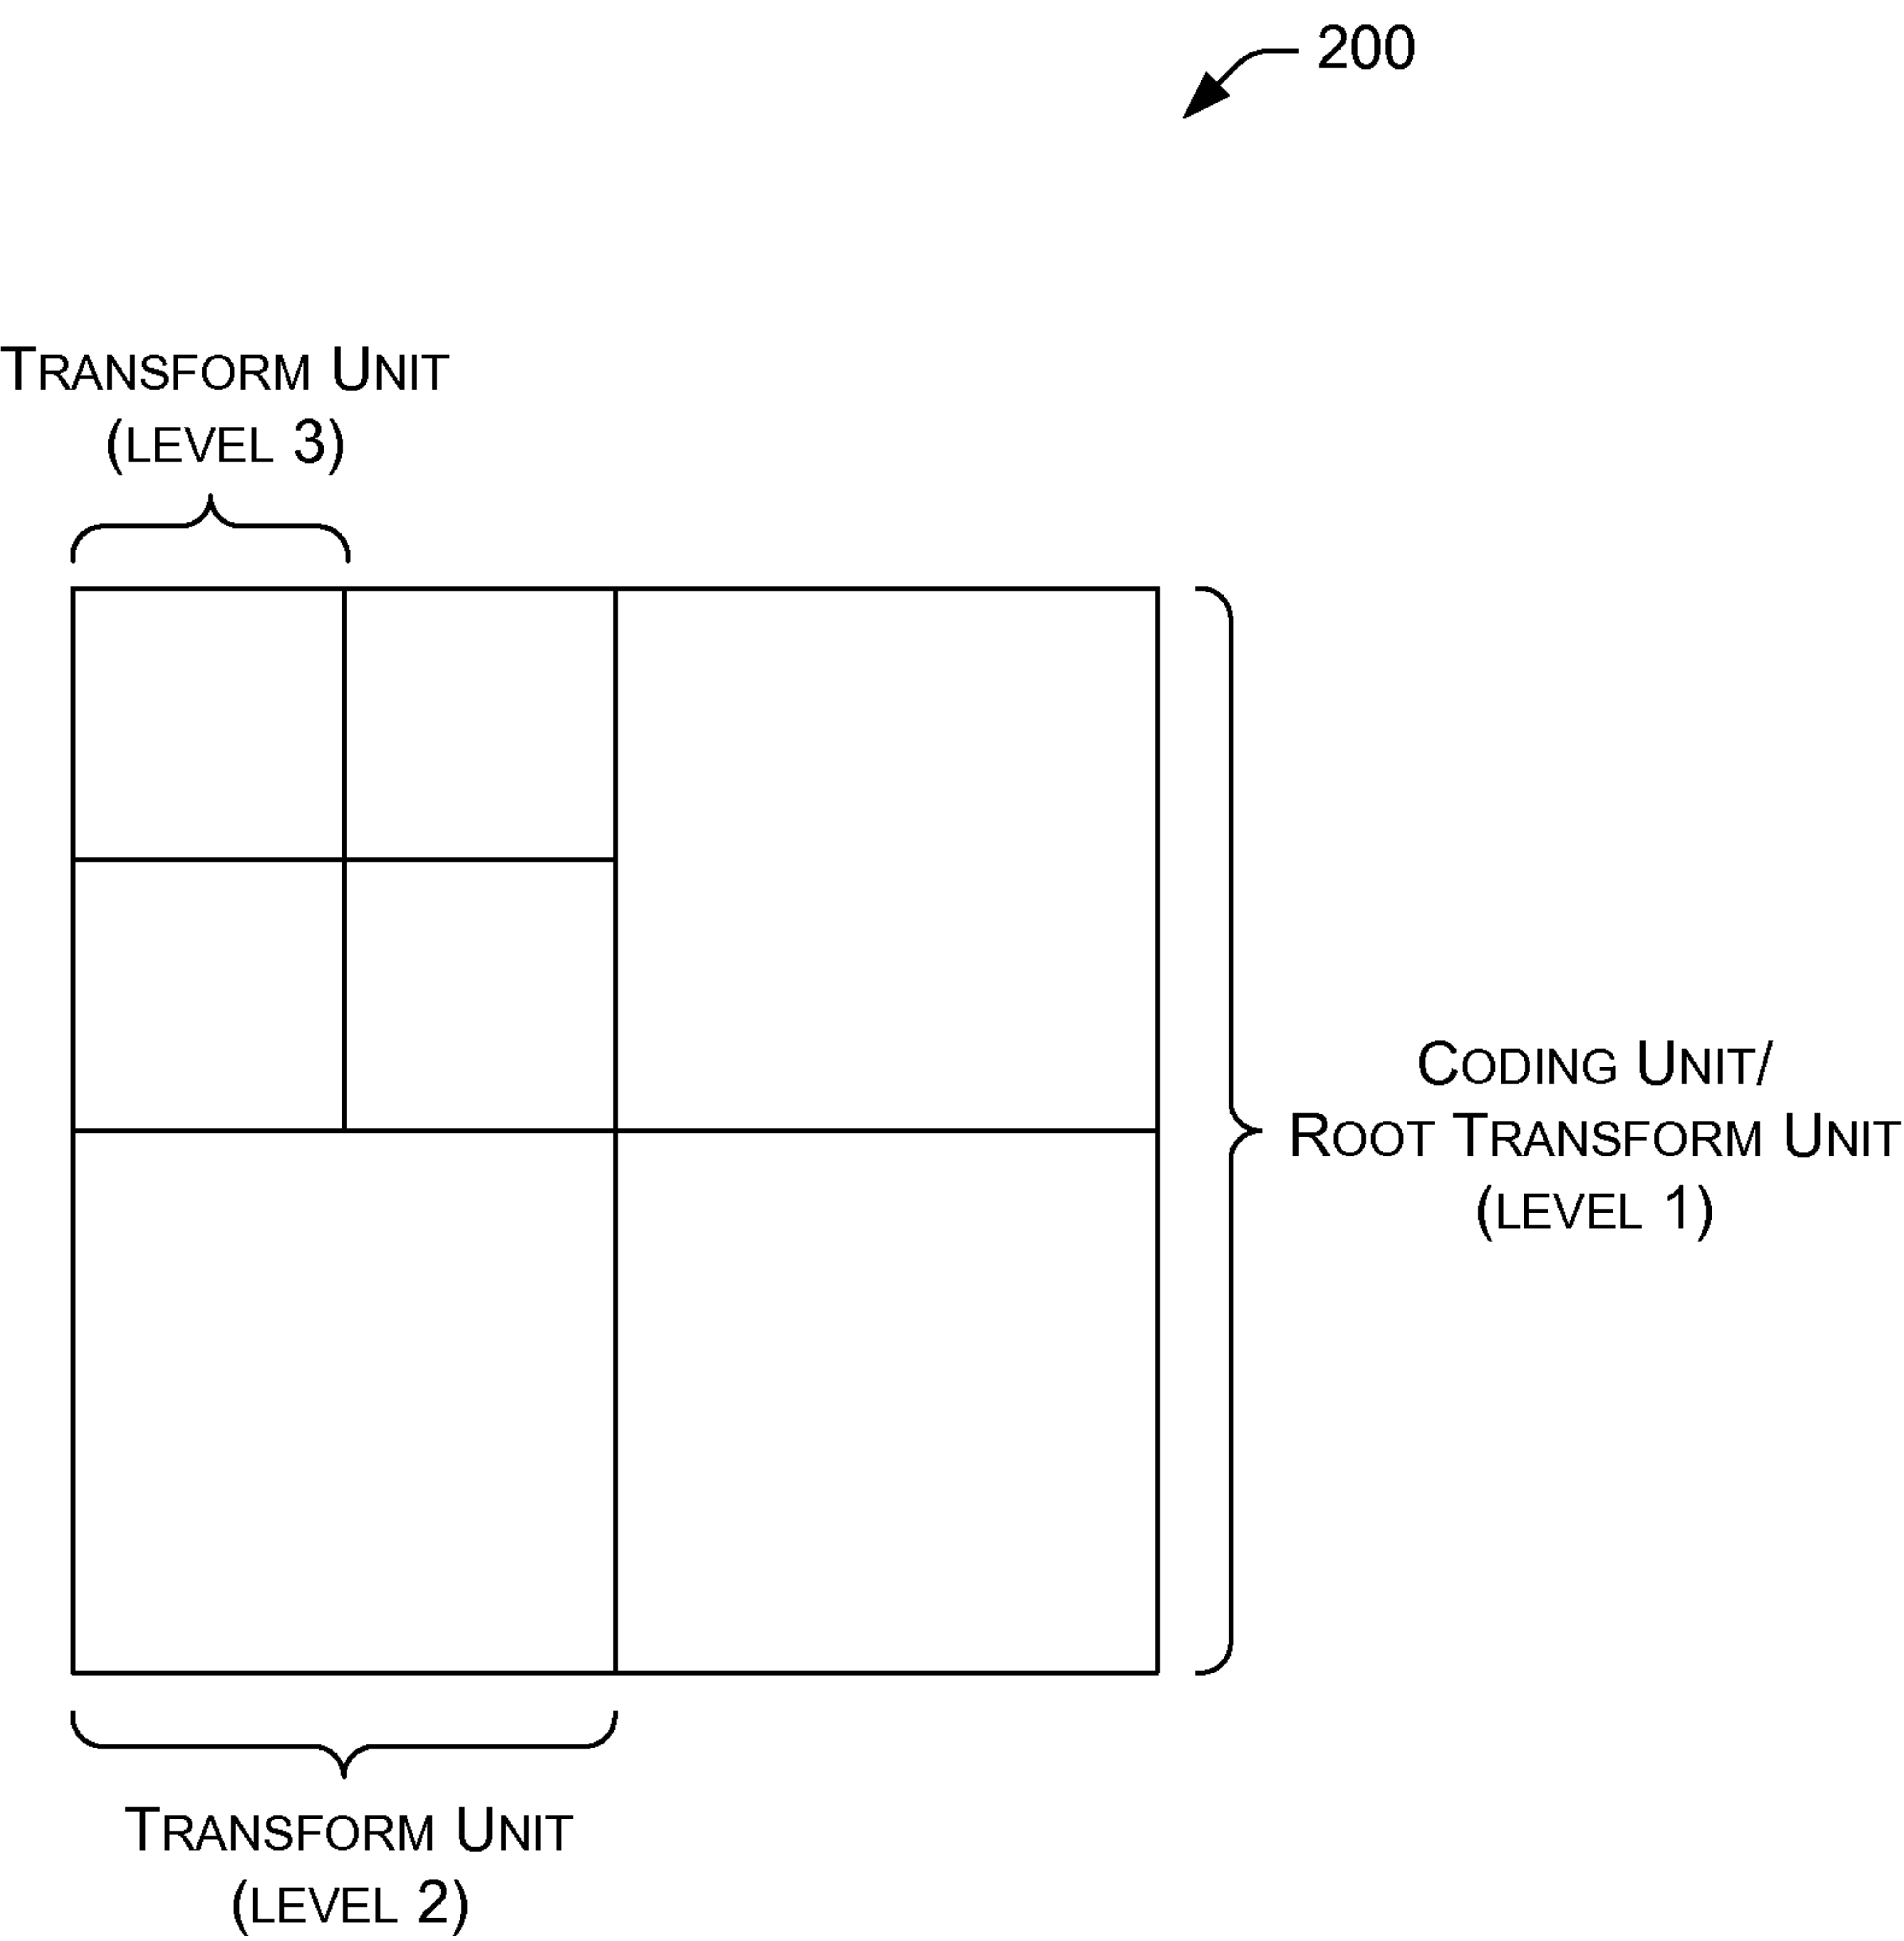 200
TRANSFORM UNIT
(LEVEL 3)
CODING UNIT/
ROOT TRANSFORM UNIT
(LEVEL 1)
TRANSFORM UNIT
(LEVEL 2)